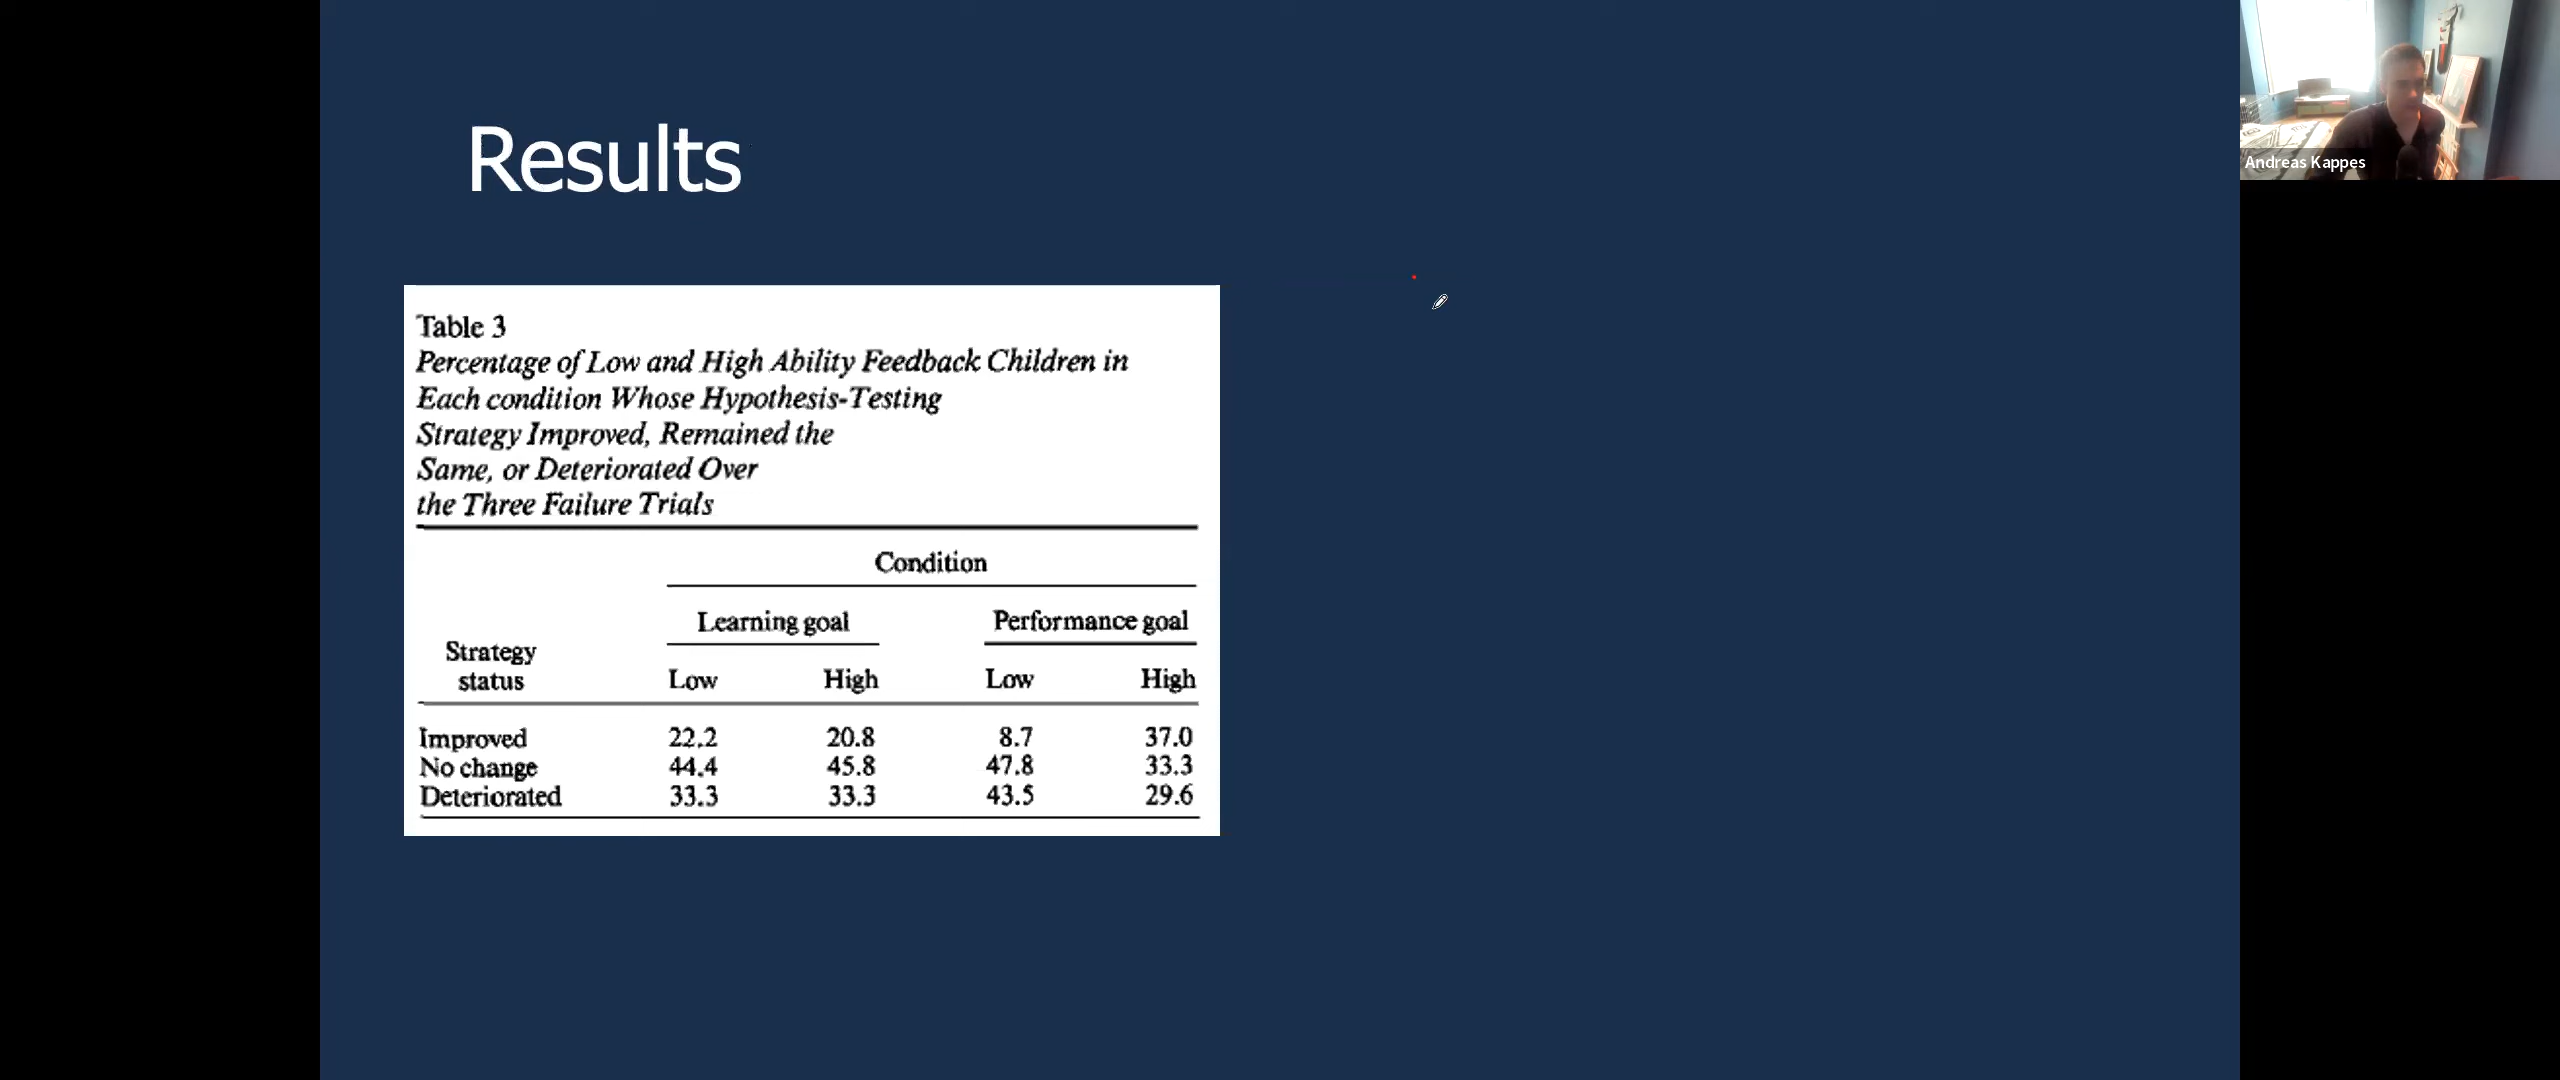 Results
Andreas Kappes
Table 3
Percentage of Low and High Ability Feedback Children in
Each condition Whose Hypothesis-Testing
Strategy Improved, Remained the
Same, or Deteriorated Over
the Three Failure Trials
Condition
Learning goal Performance goal
Strategy
status
Low High Low High
Improved 22.2 20.8 8.7 37.0
No change 44.4 45.8 47.8 33.3
Deteriorated 33.3 33.3 43.5 29.6